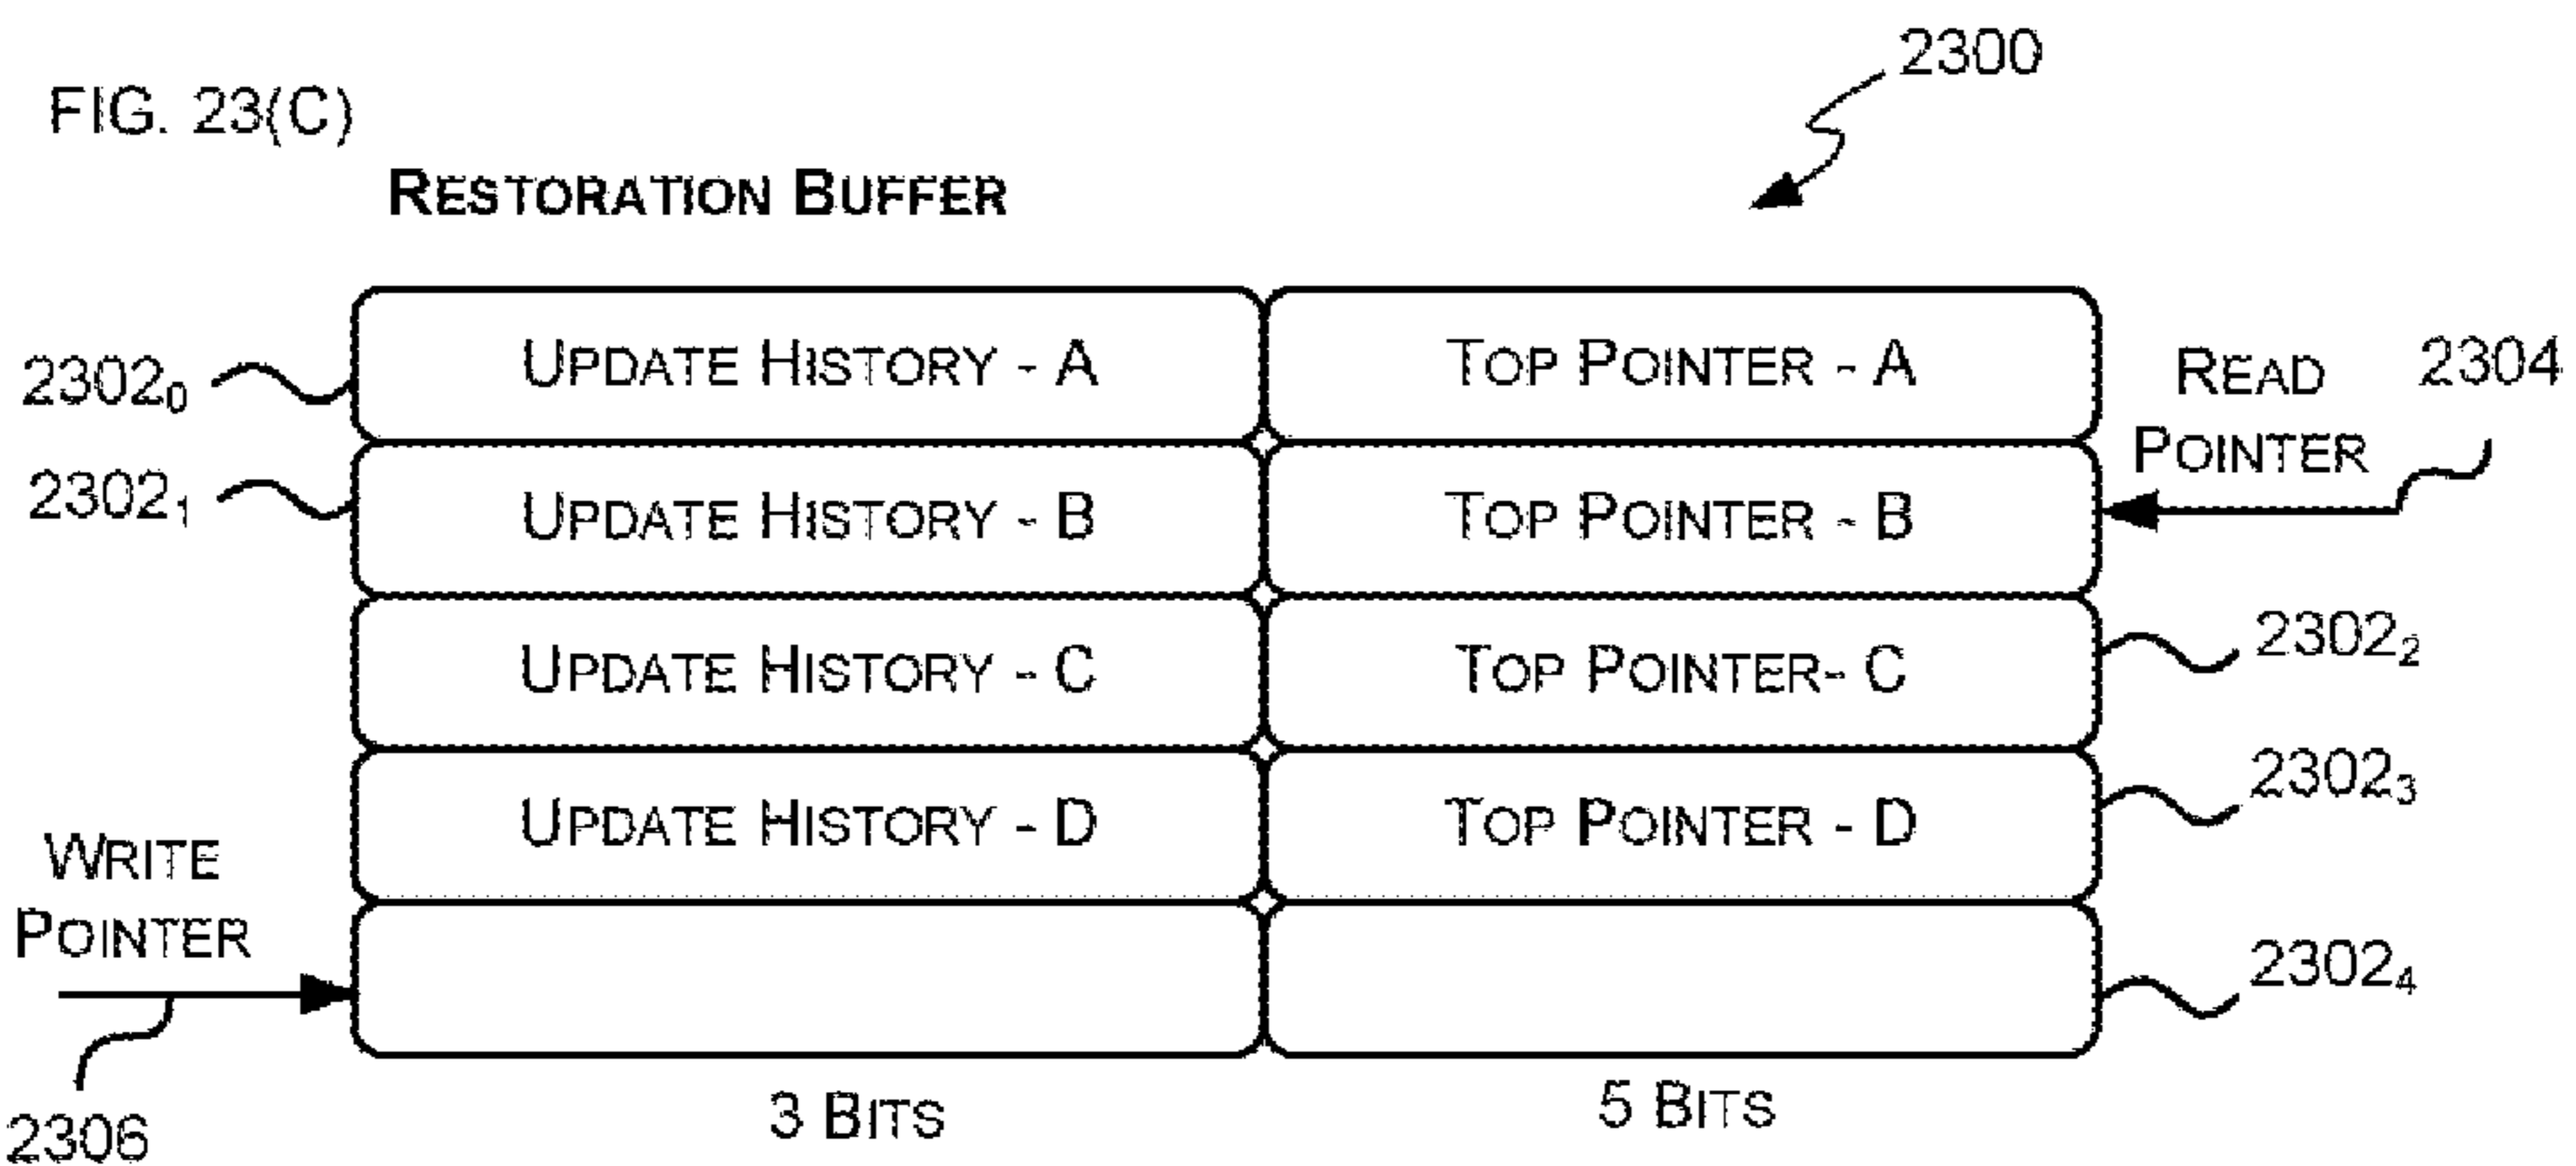 2300
FIG. 23(C)
RESTORATION BUFFER
2302₀ UPDATE HISTORY - A TOP POINTER - A READ POINTER 2304
2302₁ UPDATE HISTORY - B TOP POINTER - B
UPDATE HISTORY - C TOP POINTER- C 2302₂
UPDATE HISTORY - D TOP POINTER - D 2302₃
WRITE
POINTER
2302₄
2306
3 BITS 5 BITS